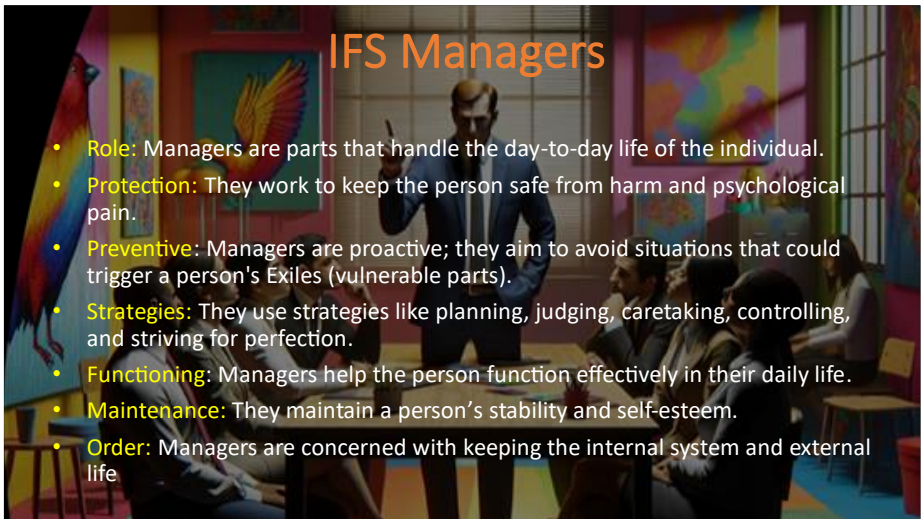 IFS Managers
• Role: Managers are parts that handle the day-to-day life of the individual.
• Protection: They work to keep the person safe from harm and psychological
pain.
• Preventive: Managers are proactive; they aim to avoid situations that could
trigger a person's Exiles (vulnerable parts).
• Strategies: They use strategies like planning, judging, caretaking, controlling,
and striving for perfection.
• Functioning: Managers help the person function effectively in their daily life.
• Maintenance: They maintain a person’s stability and self-esteem.
• Order: Managers are concerned with keeping the internal system and external
life